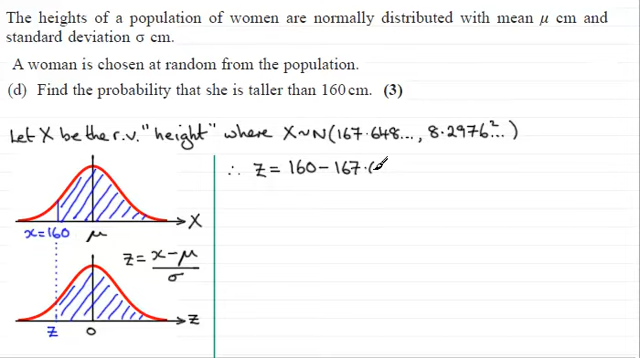 The heights of a population of women are normally distributed with mean μ cm and
standard deviation σ cm.
A woman is chosen at random from the population.
(d) Find the probability that she is taller than 160 cm. (3)
Let X be the r.v. "height" where X~N(167.648..., 8.2976²...)
∴ z = 160 - 167.6
X
x=160 μ
z = x-μ/σ
Z
z 0